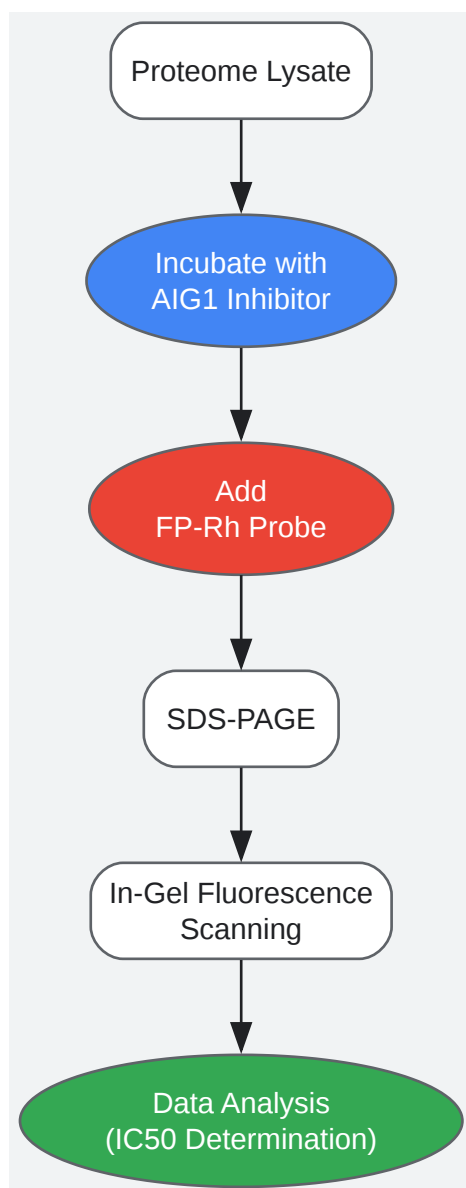 Proteome Lysate
Incubate with
AIG1 Inhibitor
Add
FP-Rh Probe
SDS-PAGE
In-Gel Fluorescence
Scanning
Data Analysis
(IC50 Determination)